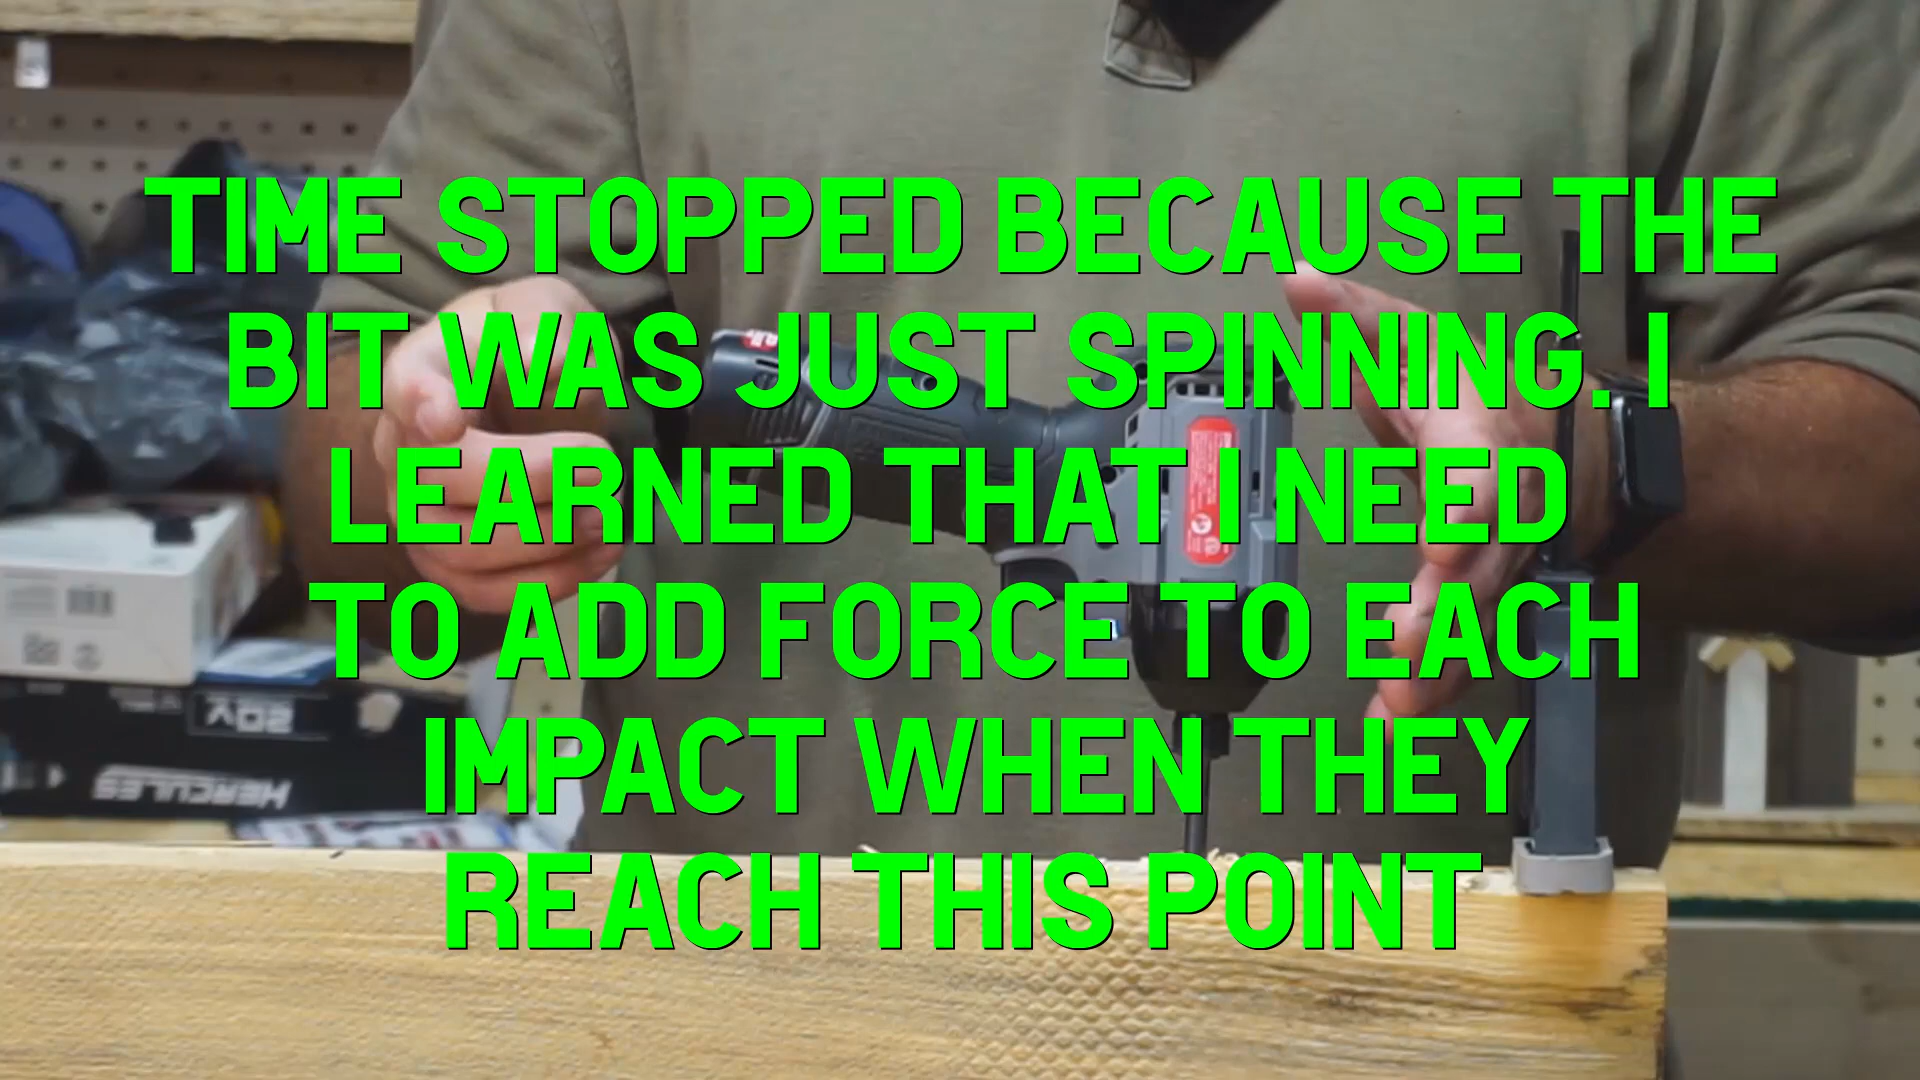 TIME STOPPED BECAUSE THE
BIT WAS JUST SPINNING. I
LEARNED THAT I NEED
TO ADD FORCE TO EACH
IMPACT WHEN THEY
REACH THIS POINT
20V
HERCULES